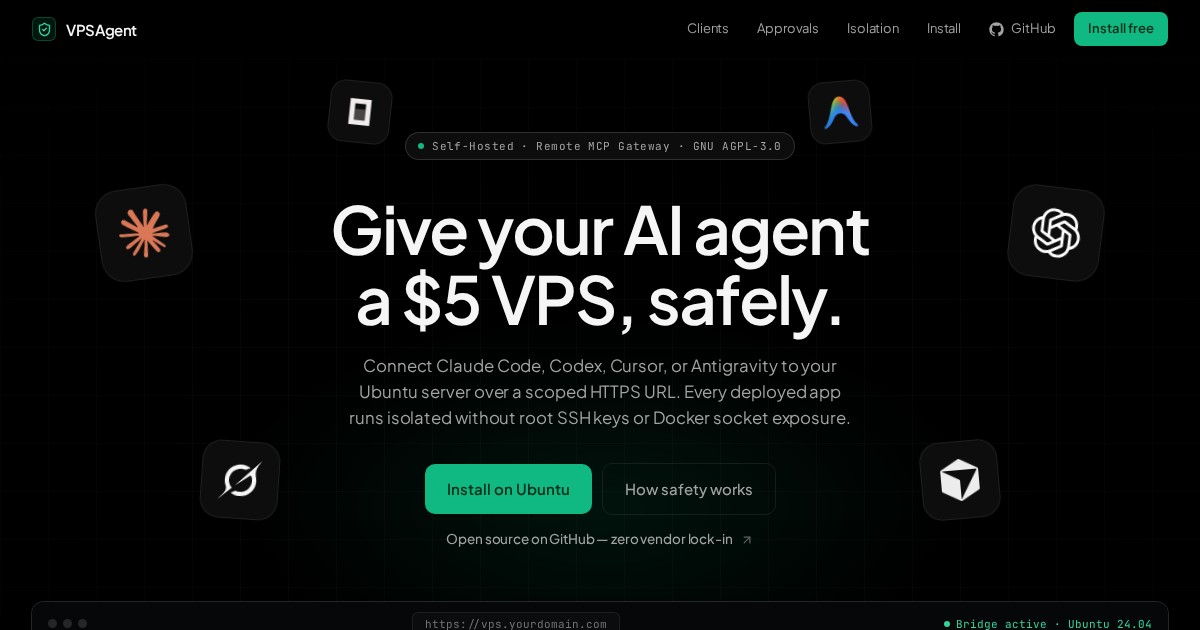 VPSAgent
Clients
Approvals
Isolation
Install
GitHub
Install free
Self-Hosted · Remote MCP Gateway · GNU AGPL-3.0
Give your AI agent
a $5 VPS, safely.
Connect Claude Code, Codex, Cursor, or Antigravity to your
Ubuntu server over a scoped HTTPS URL. Every deployed app
runs isolated without root SSH keys or Docker socket exposure.
Install on Ubuntu
How safety works
Open source on GitHub — zero vendor lock-in
https://vps.yourdomain.com
Bridge active · Ubuntu 24.04